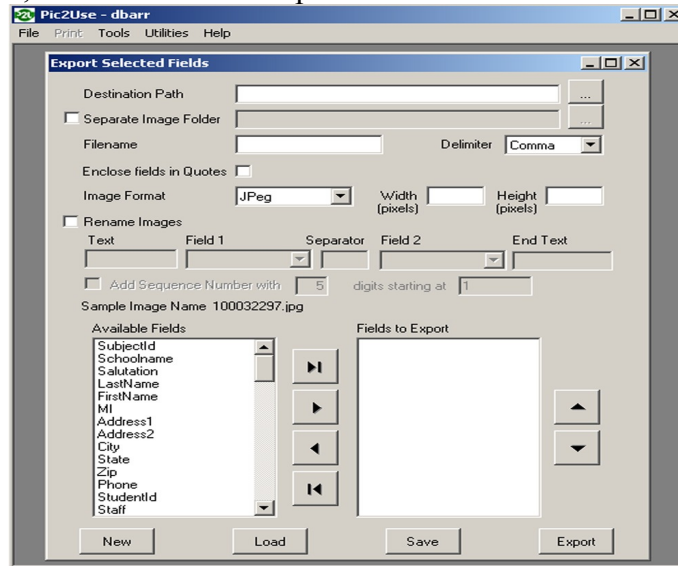 Pic2Use - dbarr
File Print Tools Utilities Help
Export Selected Fields
Destination Path ...
Separate Image Folder ...
Filename Delimiter Comma
Enclose fields in Quotes
Image Format JPeg Width (pixels) Height (pixels)
Rename Images
Text Field 1 Separator Field 2 End Text
Add Sequence Number with 5 digits starting at 1
Sample Image Name 100032297.jpg
Available Fields Fields to Export
SubjectId
Schoolname
Salutation
LastName
FirstName
MI
Address1
Address2
City
State
Zip
Phone
StudentId
Staff
New Load Save Export